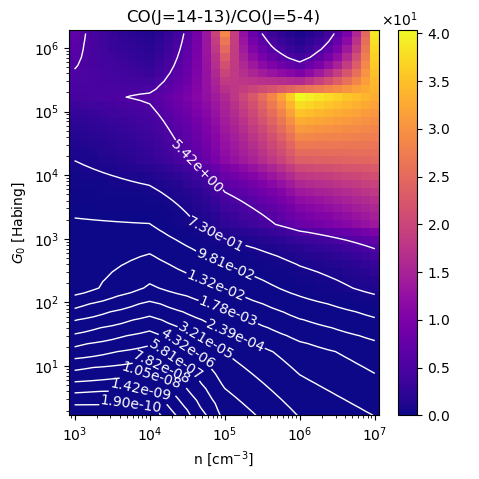 CO(J=14-13)/CO(J=5-4)
×10¹
10⁶
10⁵
10⁴
10³
10²
10¹
G₀ [Habing]
5.42e+00
7.30e-01
9.81e-02
1.32e-02
1.78e-03
2.39e-04
3.21e-05
4.32e-06
5.81e-07
7.82e-08
1.05e-08
1.42e-09
1.90e-10
10³
10⁴
10⁵
10⁶
10⁷
n [cm⁻³]
4.0
3.5
3.0
2.5
2.0
1.5
1.0
0.5
0.0